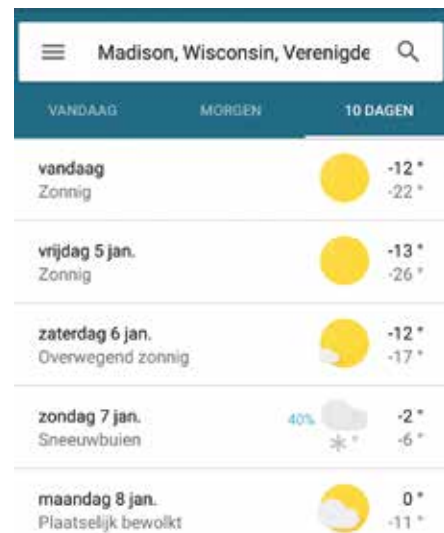 Madison, Wisconsin, Verenigde
VANDAAG MORGEN 10 DAGEN
vandaag -12°
Zonnig -22°
vrijdag 5 jan. -13°
Zonnig -26°
zaterdag 6 jan. -12°
Overwegend zonnig -17°
zondag 7 jan. 40% -2°
Sneeuwbuien -6°
maandag 8 jan. 0°
Plaatselijk bewolkt -11°